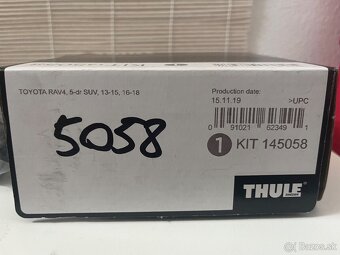 TOYOTA RAV4, 5-dr SUV, 13-15, 16-18
Production date:
15.11.19 >UPC
5058
0 91021 62349 1
1 KIT 145058
THULE
SWEDEN
Bazos.sk